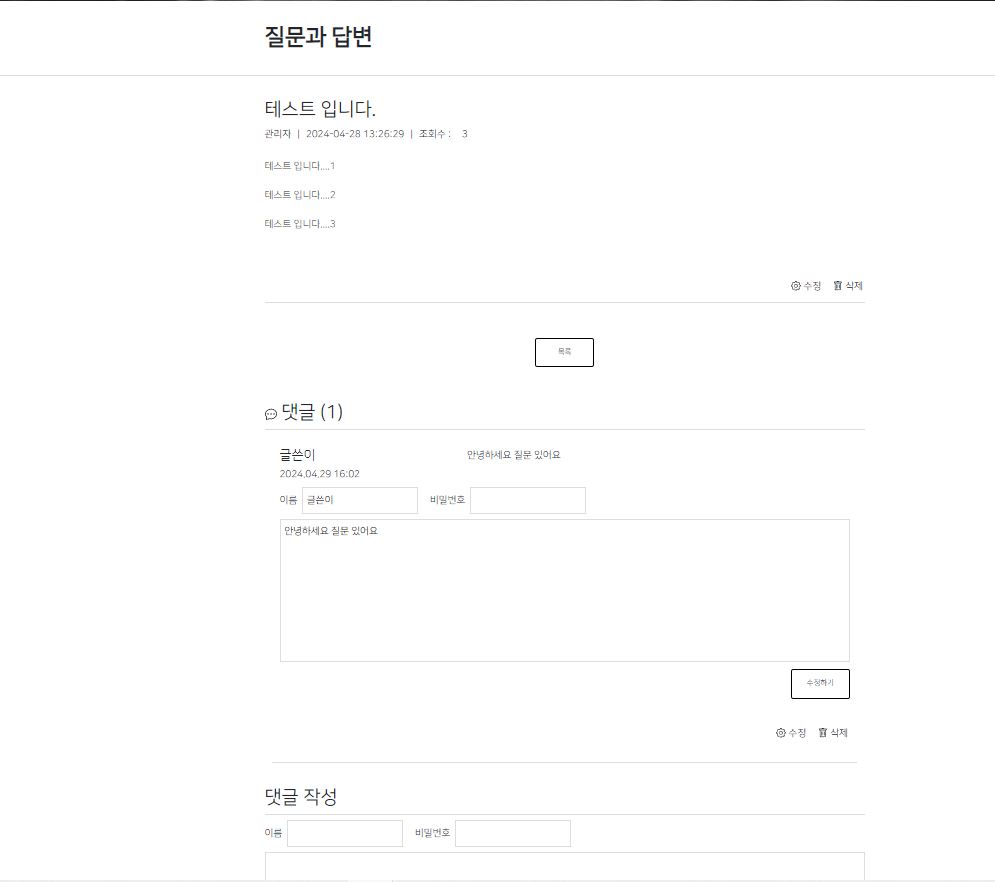 질문과 답변
테스트 입니다.
관리자 | 2024-04-28 13:26:29 | 조회수 : 3
테스트 입니다....1
테스트 입니다....2
테스트 입니다....3
수정 삭제
목록
댓글 (1)
글쓴이 안녕하세요 질문 있어요
2024.04.29 16:02
이름 글쓴이 비밀번호
안녕하세요 질문 있어요
수정하기
수정 삭제
댓글 작성
이름 비밀번호